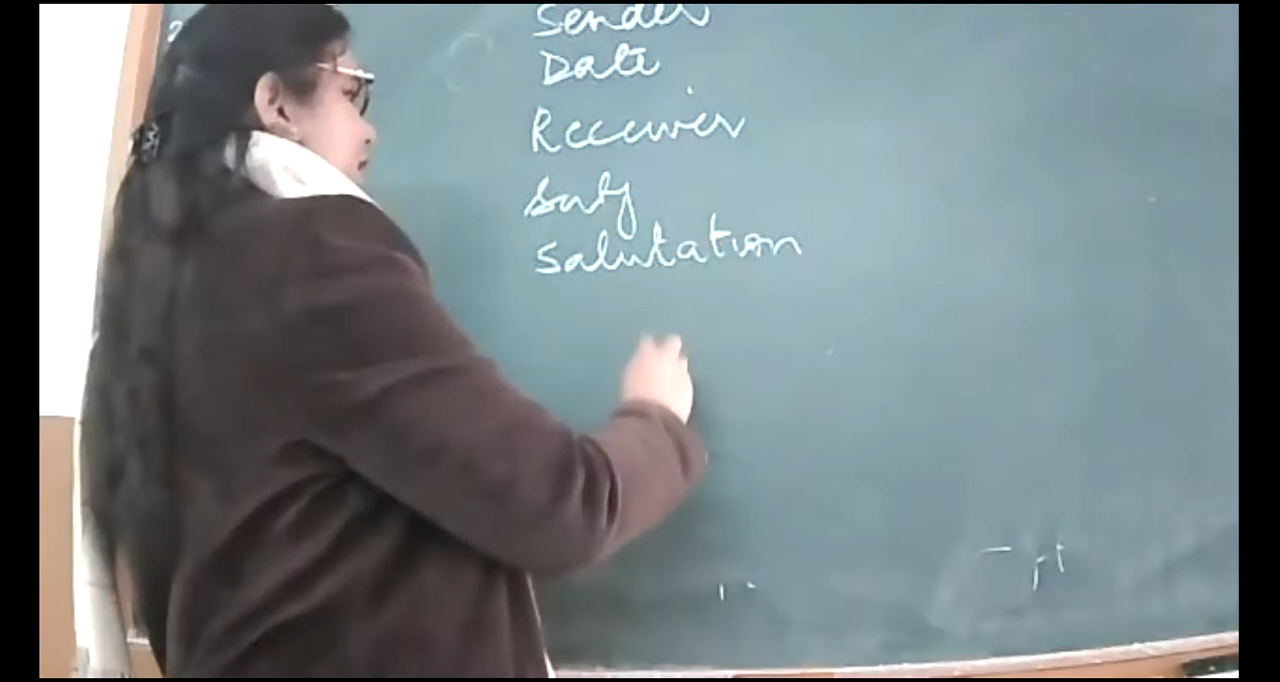 Sender
Date
Receiver
Subj
Salutation